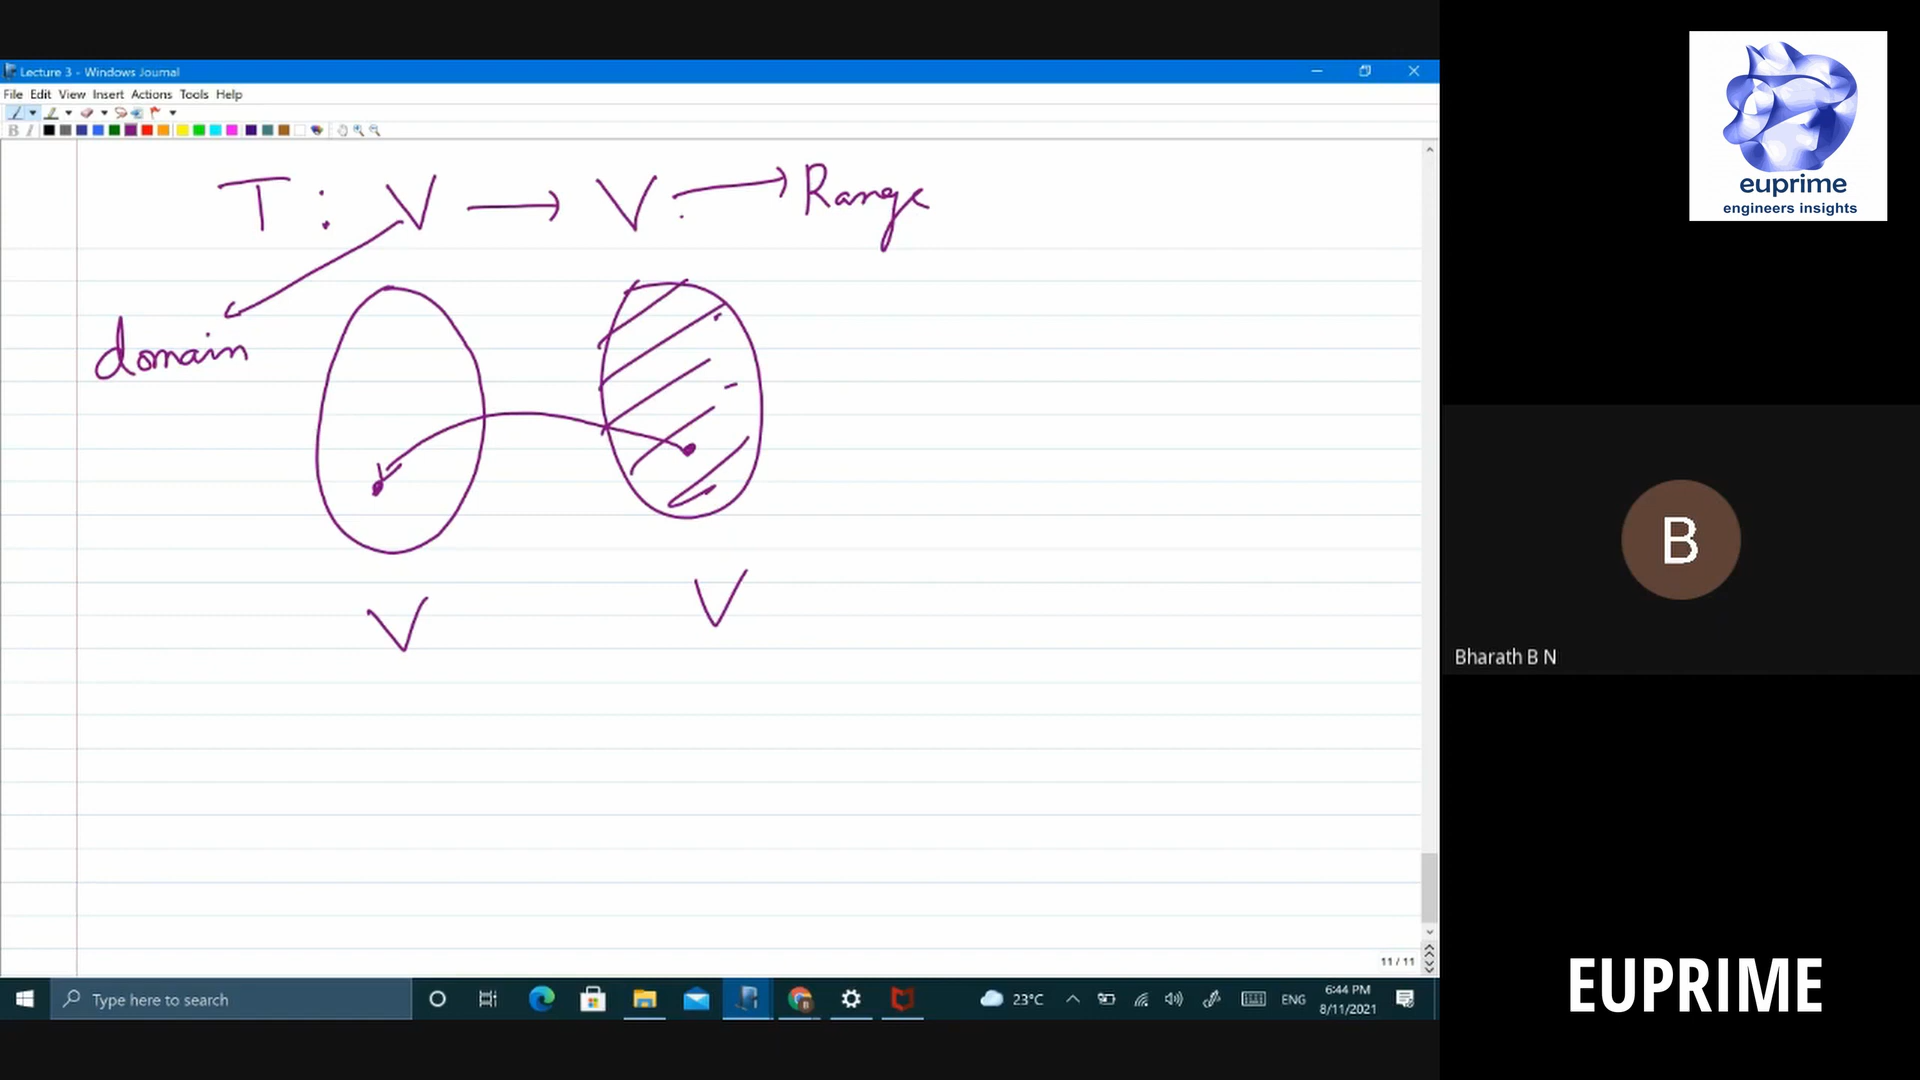 Lecture 3 - Windows Journal
File Edit View Insert Actions Tools Help
B I
T : V → V . → Range
domain
V
V
11 / 11
Type here to search
23°C
ENG
6:44 PM
8/11/2021
euprime
engineers insights
B
Bharath B N
EUPRIME